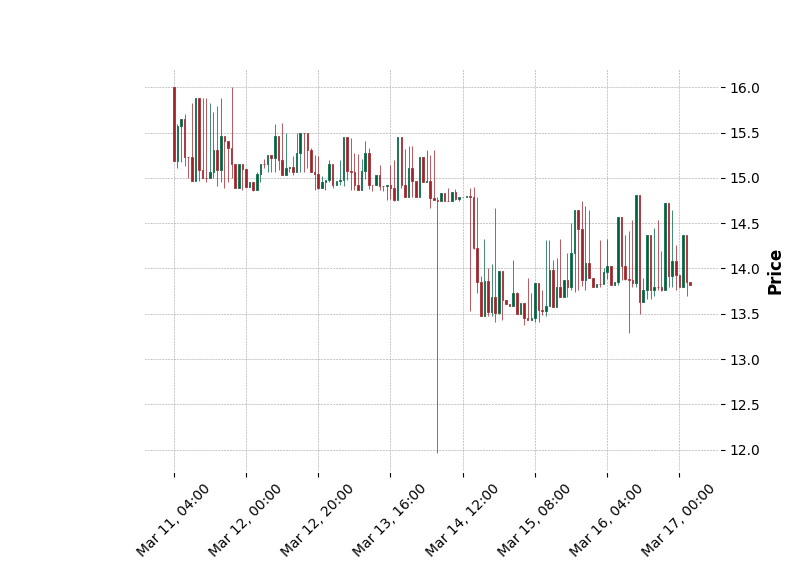 16.0
15.5
15.0
14.5
14.0
13.5
13.0
12.5
12.0
Price
Mar 11, 04:00
Mar 12, 00:00
Mar 12, 20:00
Mar 13, 16:00
Mar 14, 12:00
Mar 15, 08:00
Mar 16, 04:00
Mar 17, 00:00